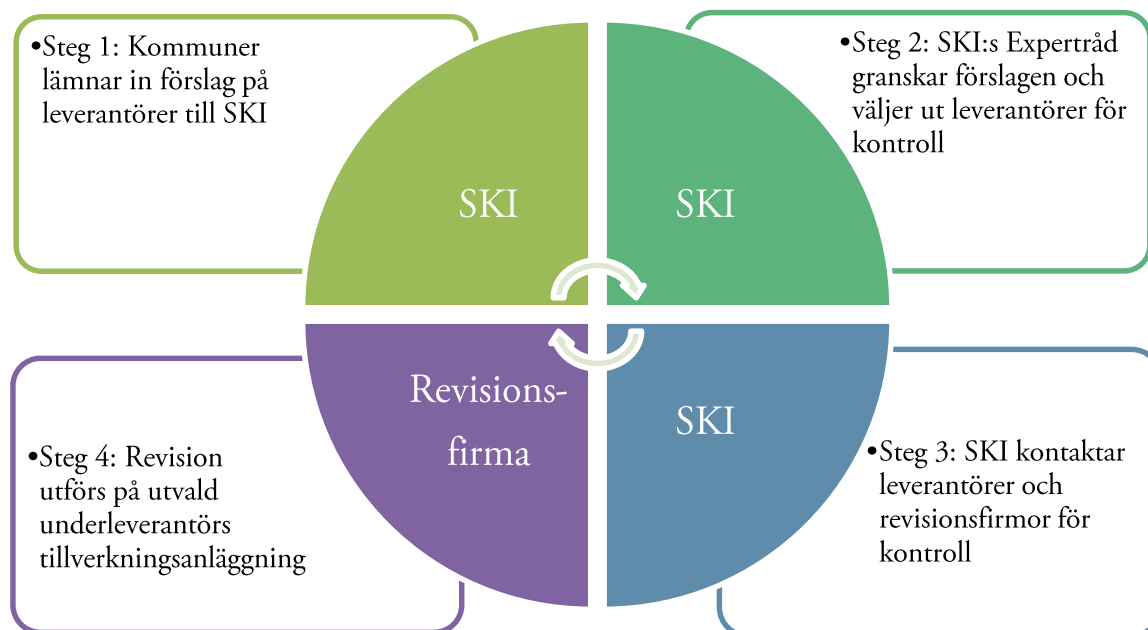 •Steg 1: Kommuner
lämnar in förslag på
leverantörer till SKI
•Steg 2: SKI:s Expertråd
granskar förslagen och
väljer ut leverantörer för
kontroll
SKI
SKI
Revisions-
firma
SKI
•Steg 4: Revision
utförs på utvald
underleverantörs
tillverkningsanläggning
•Steg 3: SKI kontaktar
leverantörer och
revisionsfirmor för
kontroll